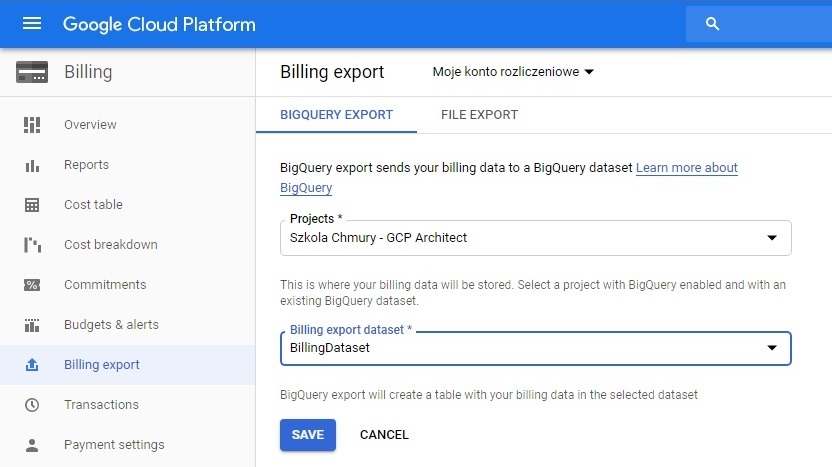 Google Cloud Platform
Billing
Billing export
Moje konto rozliczeniowe
BIGQUERY EXPORT
FILE EXPORT
Overview
Reports
Cost table
Cost breakdown
Commitments
Budgets & alerts
Billing export
Transactions
Payment settings
BigQuery export sends your billing data to a BigQuery dataset Learn more about
BigQuery
Projects *
Szkola Chmury - GCP Architect
This is where your billing data will be stored. Select a project with BigQuery enabled and with an
existing BigQuery dataset.
Billing export dataset *
BillingDataset
BigQuery export will create a table with your billing data in the selected dataset
SAVE
CANCEL